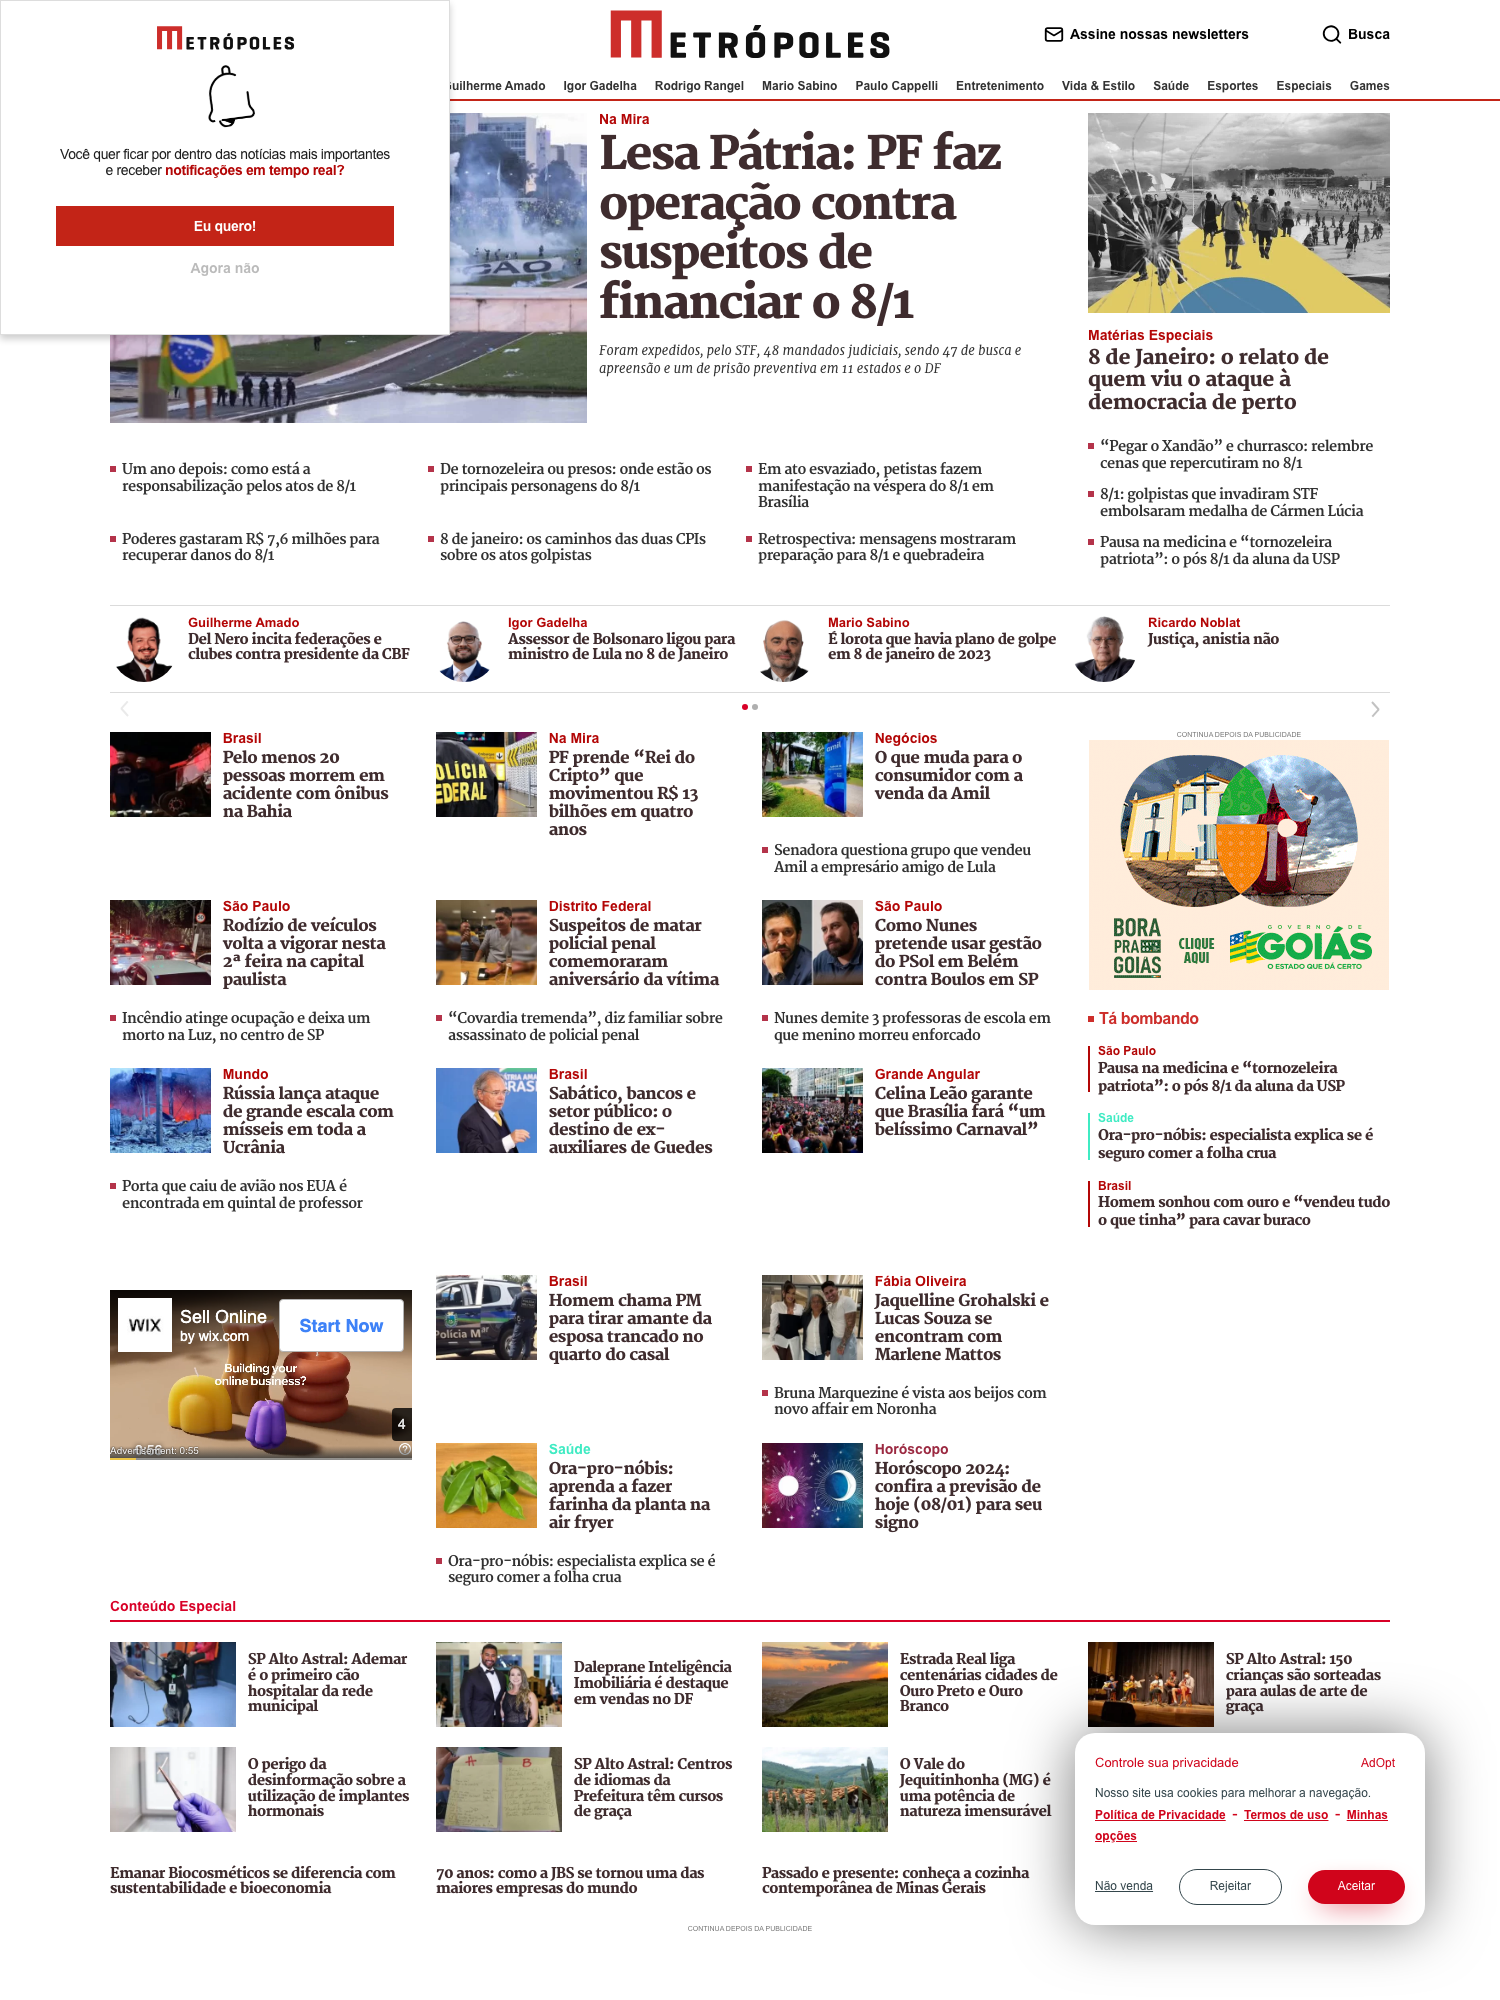 METRÓPOLES
Você quer ficar por dentro das notícias mais importantes
e receber notificações em tempo real?
Eu quero!
Agora não
METRÓPOLES
Assine nossas newsletters
Busca
Guilherme Amado
Igor Gadelha
Rodrigo Rangel
Mario Sabino
Paulo Cappelli
Entretenimento
Vida & Estilo
Saúde
Esportes
Especiais
Games
Na Mira
Lesa Pátria: PF faz
operação contra
suspeitos de
financiar o 8/1
Foram expedidos, pelo STF, 48 mandados judiciais, sendo 47 de busca e
apreensão e um de prisão preventiva em 11 estados e o DF
Matérias Especiais
8 de Janeiro: o relato de
quem viu o ataque à
democracia de perto
“Pegar o Xandão” e churrasco: relembre
cenas que repercutiram no 8/1
8/1: golpistas que invadiram STF
embolsaram medalha de Cármen Lúcia
Pausa na medicina e “tornozeleira
patriota”: o pós 8/1 da aluna da USP
Um ano depois: como está a
responsabilização pelos atos de 8/1
De tornozeleira ou presos: onde estão os
principais personagens do 8/1
Em ato esvaziado, petistas fazem
manifestação na véspera do 8/1 em
Brasília
Poderes gastaram R$ 7,6 milhões para
recuperar danos do 8/1
8 de janeiro: os caminhos das duas CPIs
sobre os atos golpistas
Retrospectiva: mensagens mostraram
preparação para 8/1 e quebradeira
Guilherme Amado
Del Nero incita federações e
clubes contra presidente da CBF
Igor Gadelha
Assessor de Bolsonaro ligou para
ministro de Lula no 8 de Janeiro
Mario Sabino
É lorota que havia plano de golpe
em 8 de janeiro de 2023
Ricardo Noblat
Justiça, anistia não
Brasil
Pelo menos 20
pessoas morrem em
acidente com ônibus
na Bahia
Na Mira
PF prende “Rei do
Cripto” que
movimentou R$ 13
bilhões em quatro
anos
Negócios
O que muda para o
consumidor com a
venda da Amil
Senadora questiona grupo que vendeu
Amil a empresário amigo de Lula
CONTINUA DEPOIS DA PUBLICIDADE
BORA
PRA
GOIÁS
CLIQUE
AQUI
GOVERNO DE
GOIÁS
O ESTADO QUE DÁ CERTO
São Paulo
Rodízio de veículos
volta a vigorar nesta
2ª feira na capital
paulista
Incêndio atinge ocupação e deixa um
morto na Luz, no centro de SP
Distrito Federal
Suspeitos de matar
policial penal
comemoraram
aniversário da vítima
“Covardia tremenda”, diz familiar sobre
assassinato de policial penal
São Paulo
Como Nunes
pretende usar gestão
do PSol em Belém
contra Boulos em SP
Nunes demite 3 professoras de escola em
que menino morreu enforcado
Tá bombando
São Paulo
Pausa na medicina e “tornozeleira
patriota”: o pós 8/1 da aluna da USP
Saúde
Ora-pro-nóbis: especialista explica se é
seguro comer a folha crua
Brasil
Homem sonhou com ouro e “vendeu tudo
o que tinha” para cavar buraco
Mundo
Rússia lança ataque
de grande escala com
mísseis em toda a
Ucrânia
Porta que caiu de avião nos EUA é
encontrada em quintal de professor
Brasil
Sabático, bancos e
setor público: o
destino de ex-
auxiliares de Guedes
Grande Angular
Celina Leão garante
que Brasília fará “um
belíssimo Carnaval”
WIX
Sell Online
by wix.com
Start Now
Building your
online business?
4
Advertisement: 0:55
Brasil
Homem chama PM
para tirar amante da
esposa trancado no
quarto do casal
Fábia Oliveira
Jaquelline Grohalski e
Lucas Souza se
encontram com
Marlene Mattos
Bruna Marquezine é vista aos beijos com
novo affair em Noronha
Saúde
Ora-pro-nóbis:
aprenda a fazer
farinha da planta na
air fryer
Ora-pro-nóbis: especialista explica se é
seguro comer a folha crua
Horóscopo
Horóscopo 2024:
confira a previsão de
hoje (08/01) para seu
signo
Conteúdo Especial
SP Alto Astral: Ademar
é o primeiro cão
hospitalar da rede
municipal
Daleprane Inteligência
Imobiliária é destaque
em vendas no DF
Estrada Real liga
centenárias cidades de
Ouro Preto e Ouro
Branco
SP Alto Astral: 150
crianças são sorteadas
para aulas de arte de
graça
O perigo da
desinformação sobre a
utilização de implantes
hormonais
SP Alto Astral: Centros
de idiomas da
Prefeitura têm cursos
de graça
O Vale do
Jequitinhonha (MG) é
uma potência de
natureza imensurável
Emanar Biocosméticos se diferencia com
sustentabilidade e bioeconomia
70 anos: como a JBS se tornou uma das
maiores empresas do mundo
Passado e presente: conheça a cozinha
contemporânea de Minas Gerais
Controle sua privacidade
AdOpt
Nosso site usa cookies para melhorar a navegação.
Política de Privacidade - Termos de uso - Minhas
opções
Não venda
Rejeitar
Aceitar
CONTINUA DEPOIS DA PUBLICIDADE